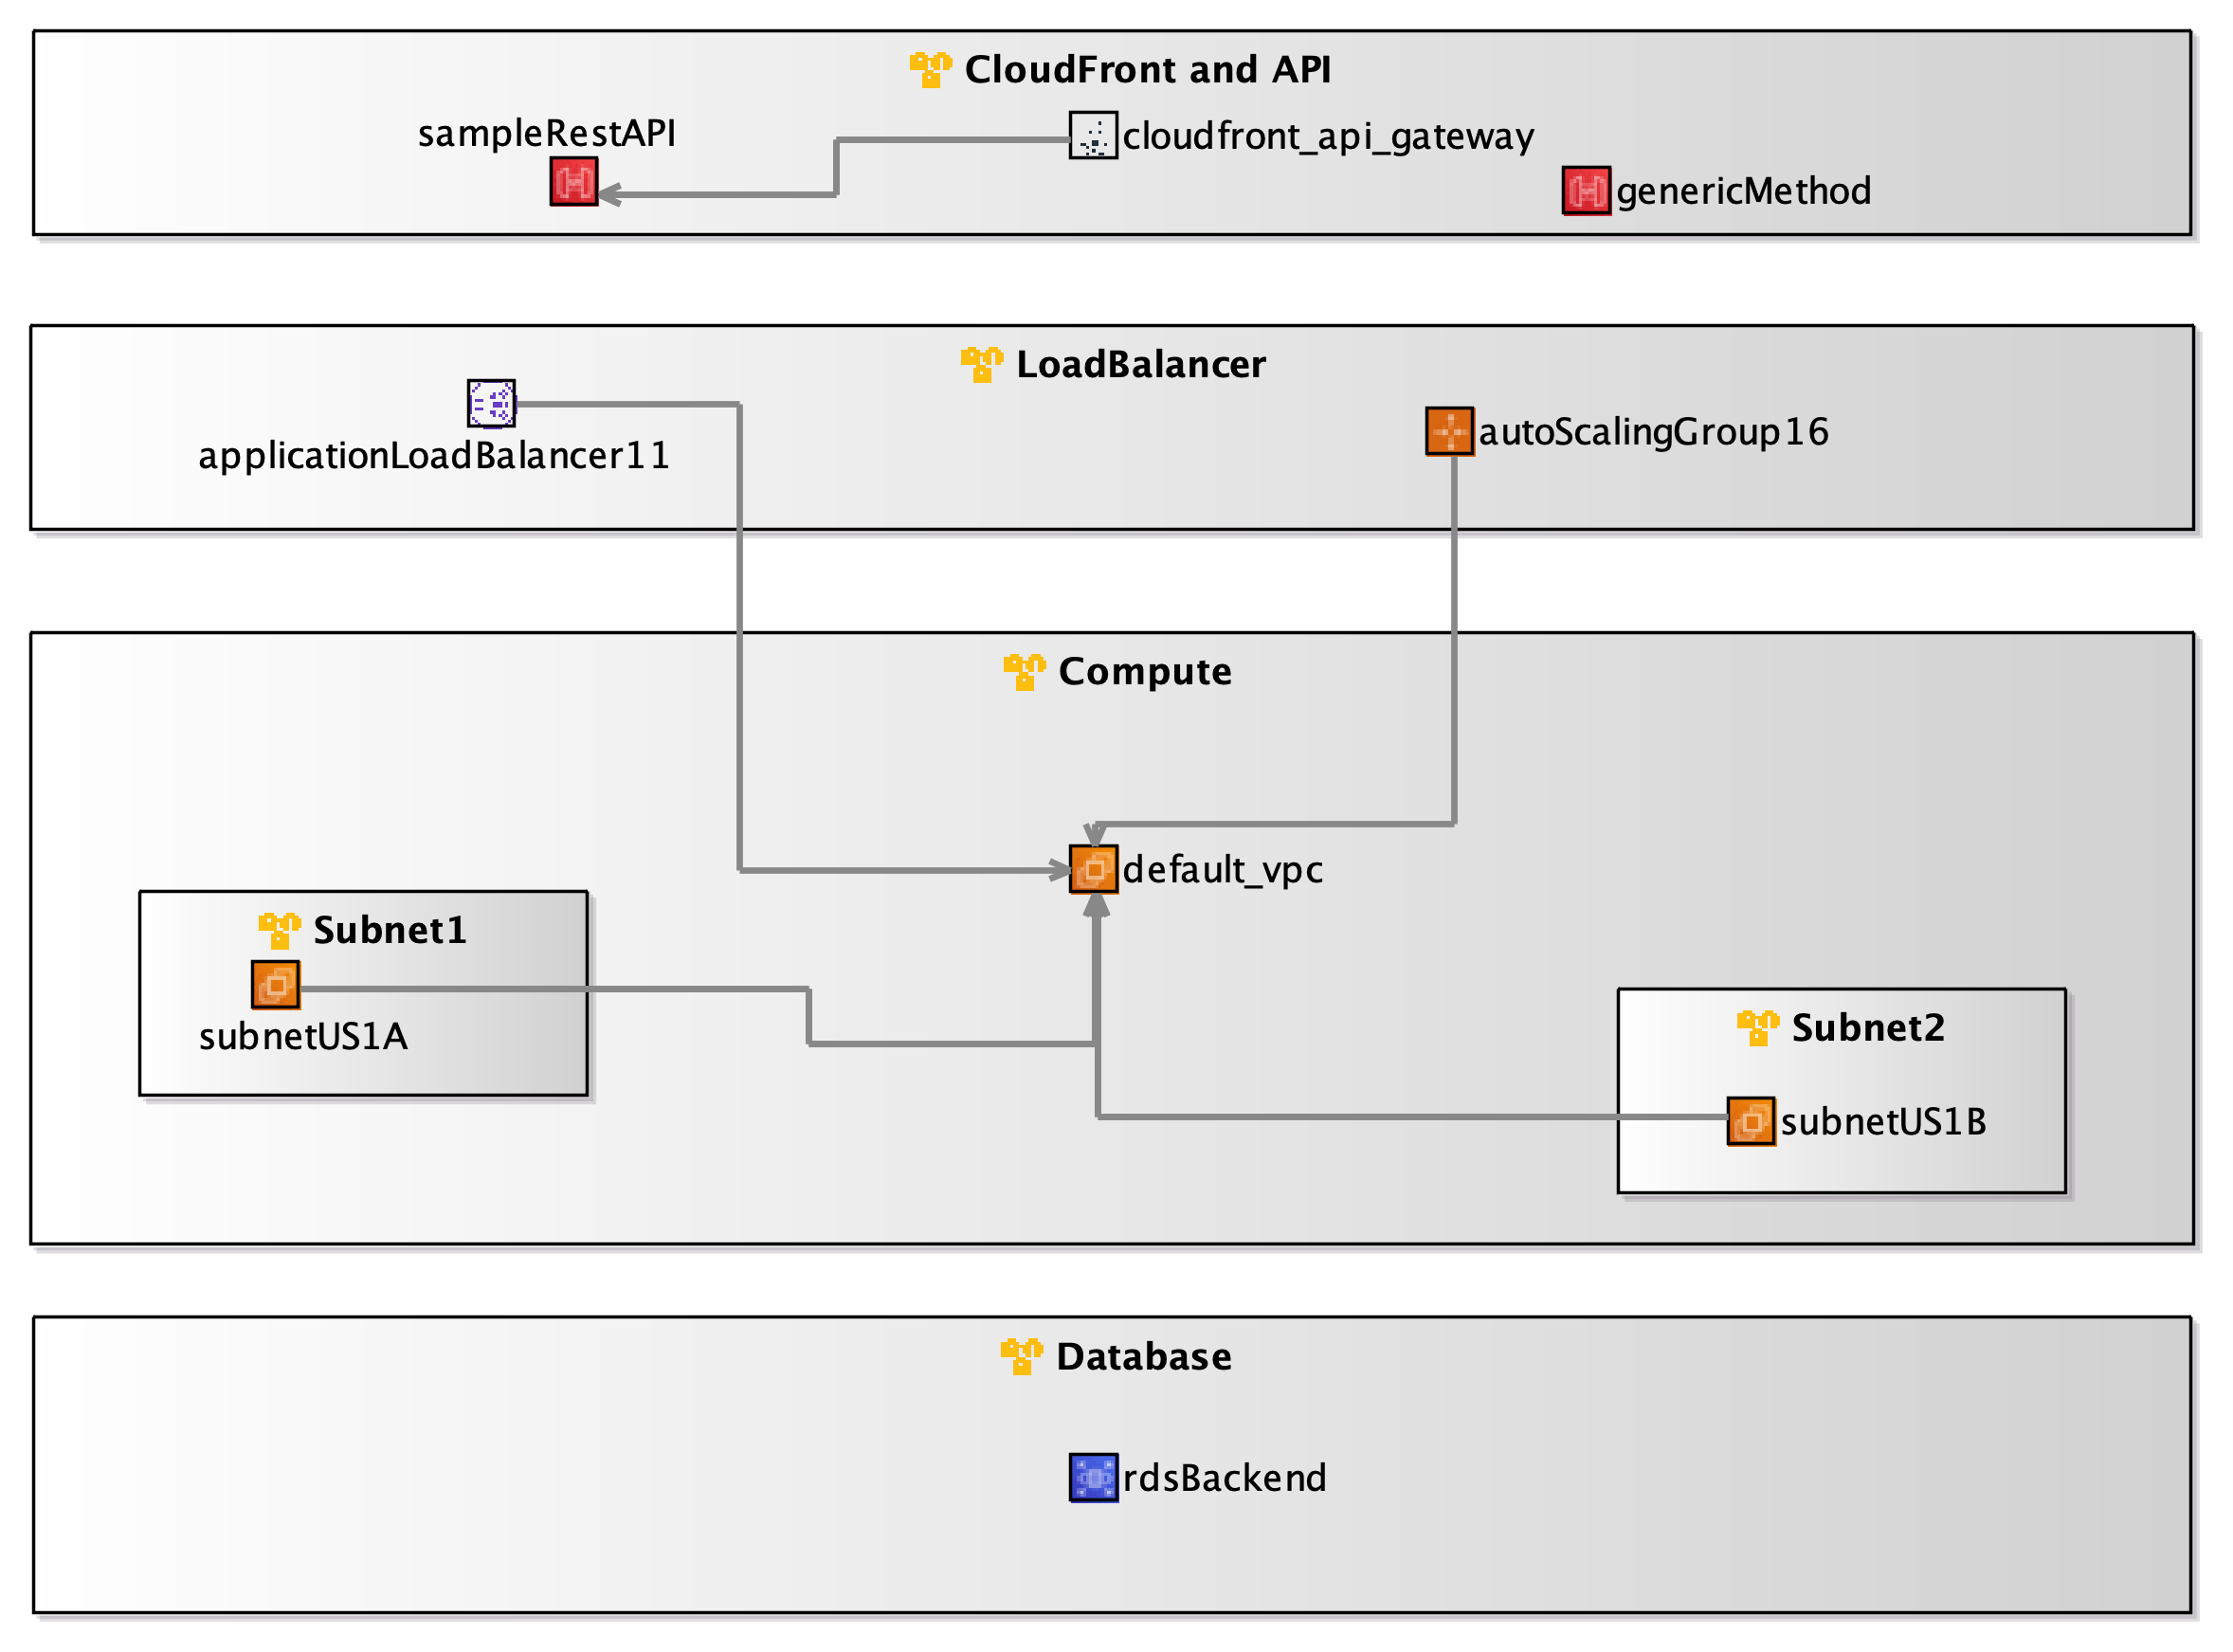 CloudFront and API
sampleRestAPI
cloudfront_api_gateway
genericMethod
LoadBalancer
applicationLoadBalancer11
autoScalingGroup16
Compute
default_vpc
Subnet1
subnetUS1A
Subnet2
subnetUS1B
Database
rdsBackend